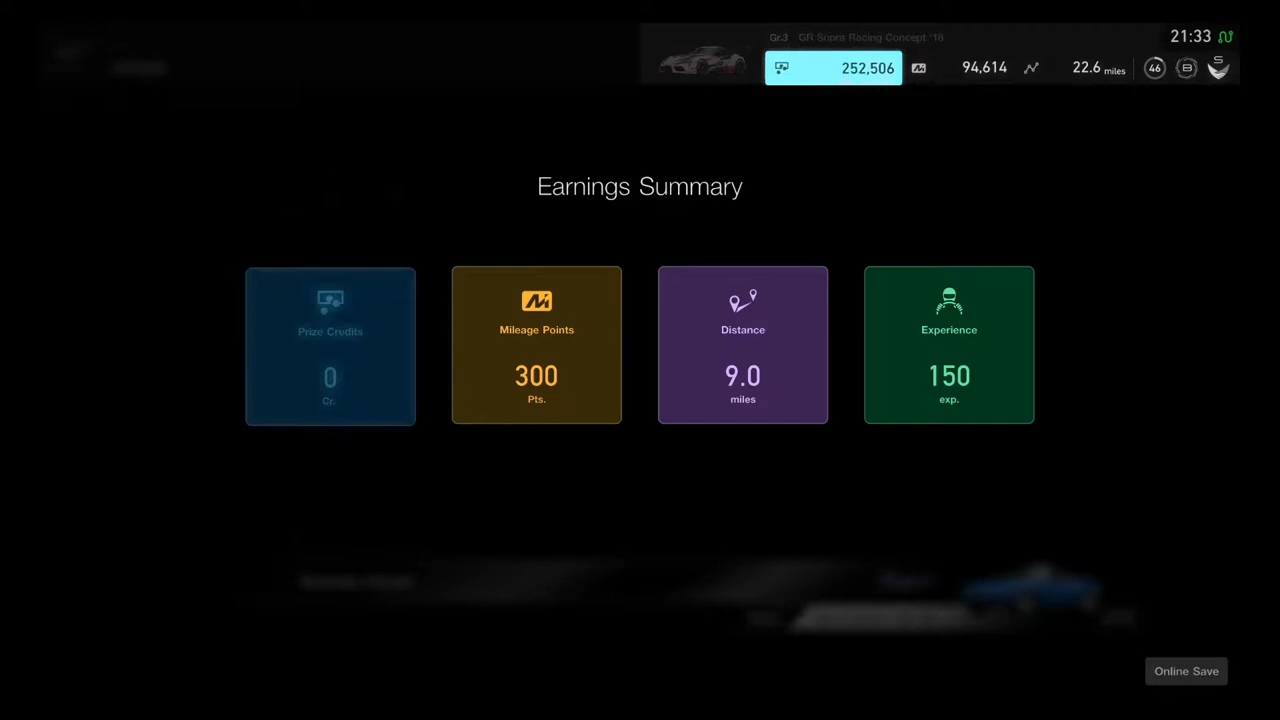 Gr.3 GR Supra Racing Concept '18
21:33
252,506
94,614
22.6 miles
46
B
S
Earnings Summary
Prize Credits
0
Cr.
Mileage Points
300
Pts.
Distance
9.0
miles
Experience
150
exp.
Online Save